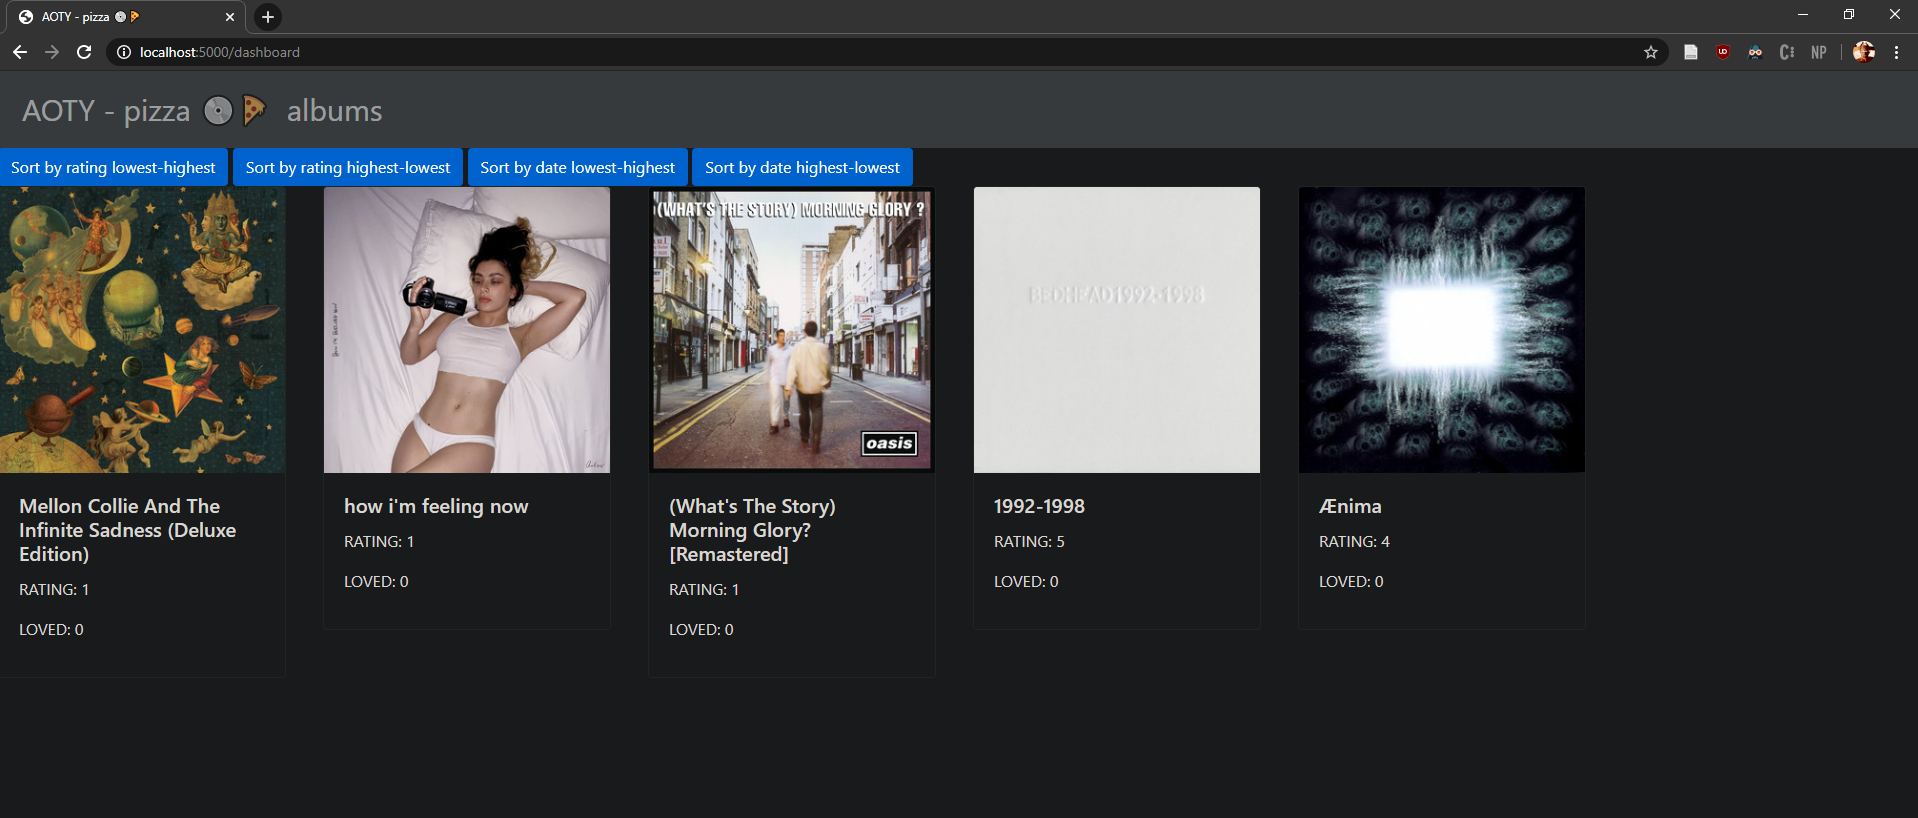 AOTY - pizza
localhost:5000/dashboard
NP
AOTY - pizza albums
Sort by rating lowest-highest
Sort by rating highest-lowest
Sort by date lowest-highest
Sort by date highest-lowest
(WHAT'S THE STORY) MORNING GLORY ?
oasis
BEDHEAD1992-1998
Mellon Collie And The
Infinite Sadness (Deluxe
Edition)
RATING: 1
LOVED: 0
how i'm feeling now
RATING: 1
LOVED: 0
(What's The Story)
Morning Glory?
[Remastered]
RATING: 1
LOVED: 0
1992-1998
RATING: 5
LOVED: 0
Ænima
RATING: 4
LOVED: 0